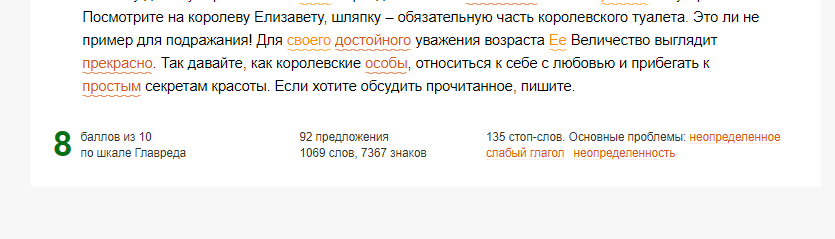 Посмотрите на королеву Елизавету, шляпку – обязательную часть королевского туалета. Это ли не
пример для подражания! Для своего достойного уважения возраста Ее Величество выглядит
прекрасно. Так давайте, как королевские особы, относиться к себе с любовью и прибегать к
простым секретам красоты. Если хотите обсудить прочитанное, пишите.
8 баллов из 10
по шкале Главреда
92 предложения
1069 слов, 7367 знаков
135 стоп-слов. Основные проблемы: неопределенное
слабый глагол неопределенность